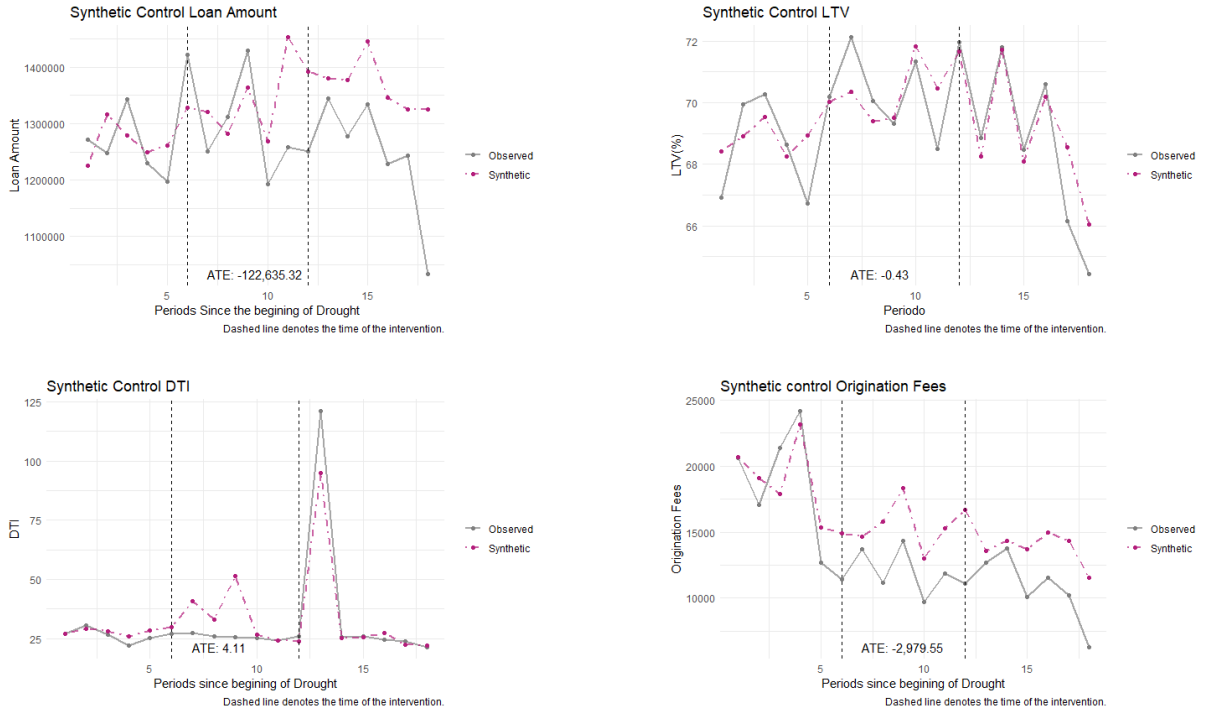 Synthetic Control Loan Amount
Loan Amount
1400000
1300000
1200000
1100000
ATE: -122,635.32
5 10 15
Periods Since the begining of Drought
Dashed line denotes the time of the intervention.
Observed
Synthetic
Synthetic Control LTV
LTV(%)
72
70
68
66
ATE: -0.43
5 10 15
Periodo
Dashed line denotes the time of the intervention.
Observed
Synthetic
Synthetic Control DTI
DTI
125
100
75
50
25
ATE: 4.11
5 10 15
Periods since begining of Drought
Dashed line denotes the time of the intervention.
Observed
Synthetic
Synthetic control Origination Fees
Origination Fees
25000
20000
15000
10000
ATE: -2,979.55
5 10 15
Periods since begining of Drought
Dashed line denotes the time of the intervention.
Observed
Synthetic